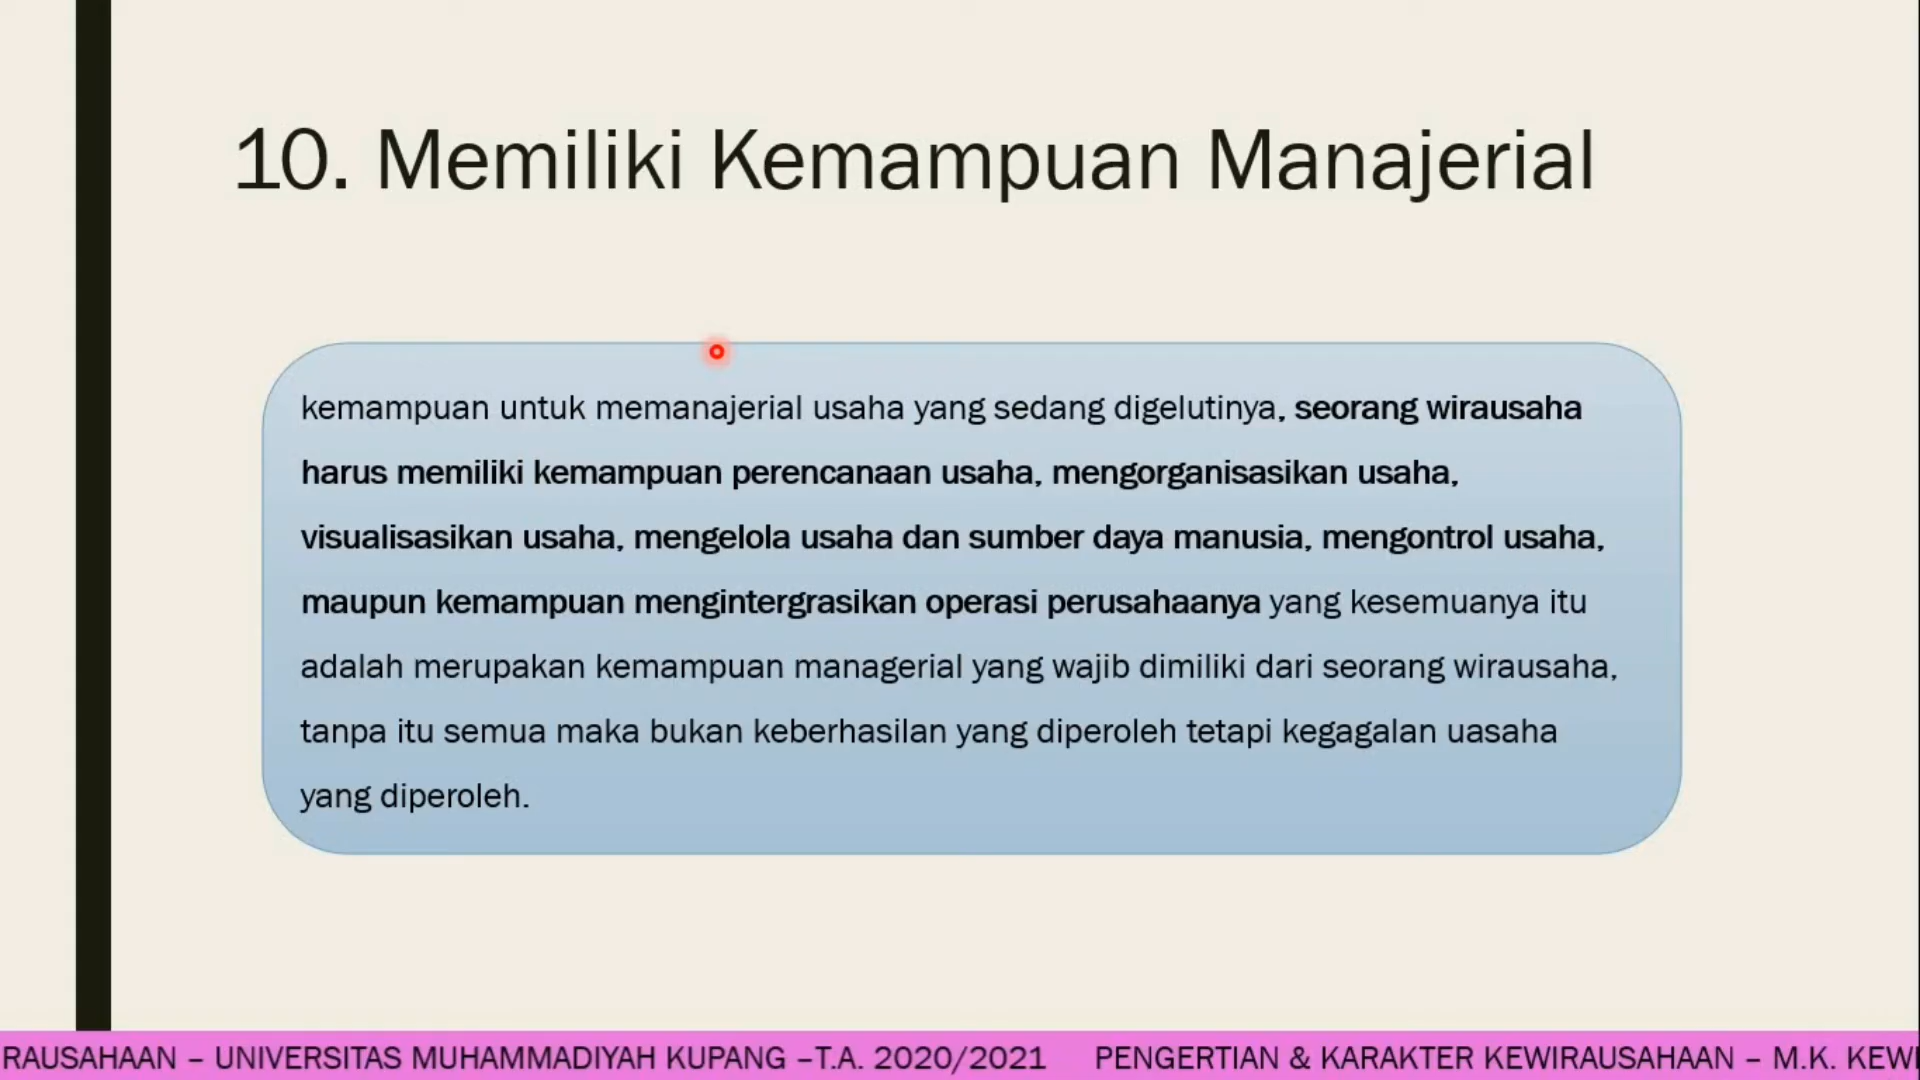 10. Memiliki Kemampuan Manajerial
kemampuan untuk memanajerial usaha yang sedang digelutinya, seorang wirausaha
harus memiliki kemampuan perencanaan usaha, mengorganisasikan usaha,
visualisasikan usaha, mengelola usaha dan sumber daya manusia, mengontrol usaha,
maupun kemampuan mengintergrasikan operasi perusahaanya yang kesemuanya itu
adalah merupakan kemampuan managerial yang wajib dimiliki dari seorang wirausaha,
tanpa itu semua maka bukan keberhasilan yang diperoleh tetapi kegagalan uasaha
yang diperoleh.
RAUSAHAAN – UNIVERSITAS MUHAMMADIYAH KUPANG –T.A. 2020/2021 PENGERTIAN & KARAKTER KEWIRAUSAHAAN – M.K. KEWI